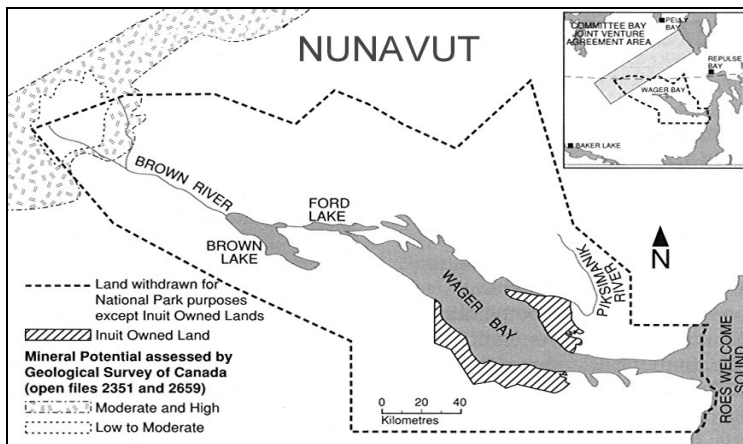 NUNAVUT
COMMITTEE BAY
JOINT VENTURE
AGREEMENT AREA
PELLY
BAY
REPULSE
BAY
WAGER BAY
BAKER LAKE
BROWN RIVER
FORD
LAKE
BROWN
LAKE
WAGER BAY
PIKSIMANIK
RIVER
N
ROES WELCOME
SOUND
Land withdrawn for
National Park purposes
except Inuit Owned Lands
Inuit Owned Land
Mineral Potential assessed by
Geological Survey of Canada
(open files 2351 and 2659)
Moderate and High
Low to Moderate
0 20 40
Kilometres